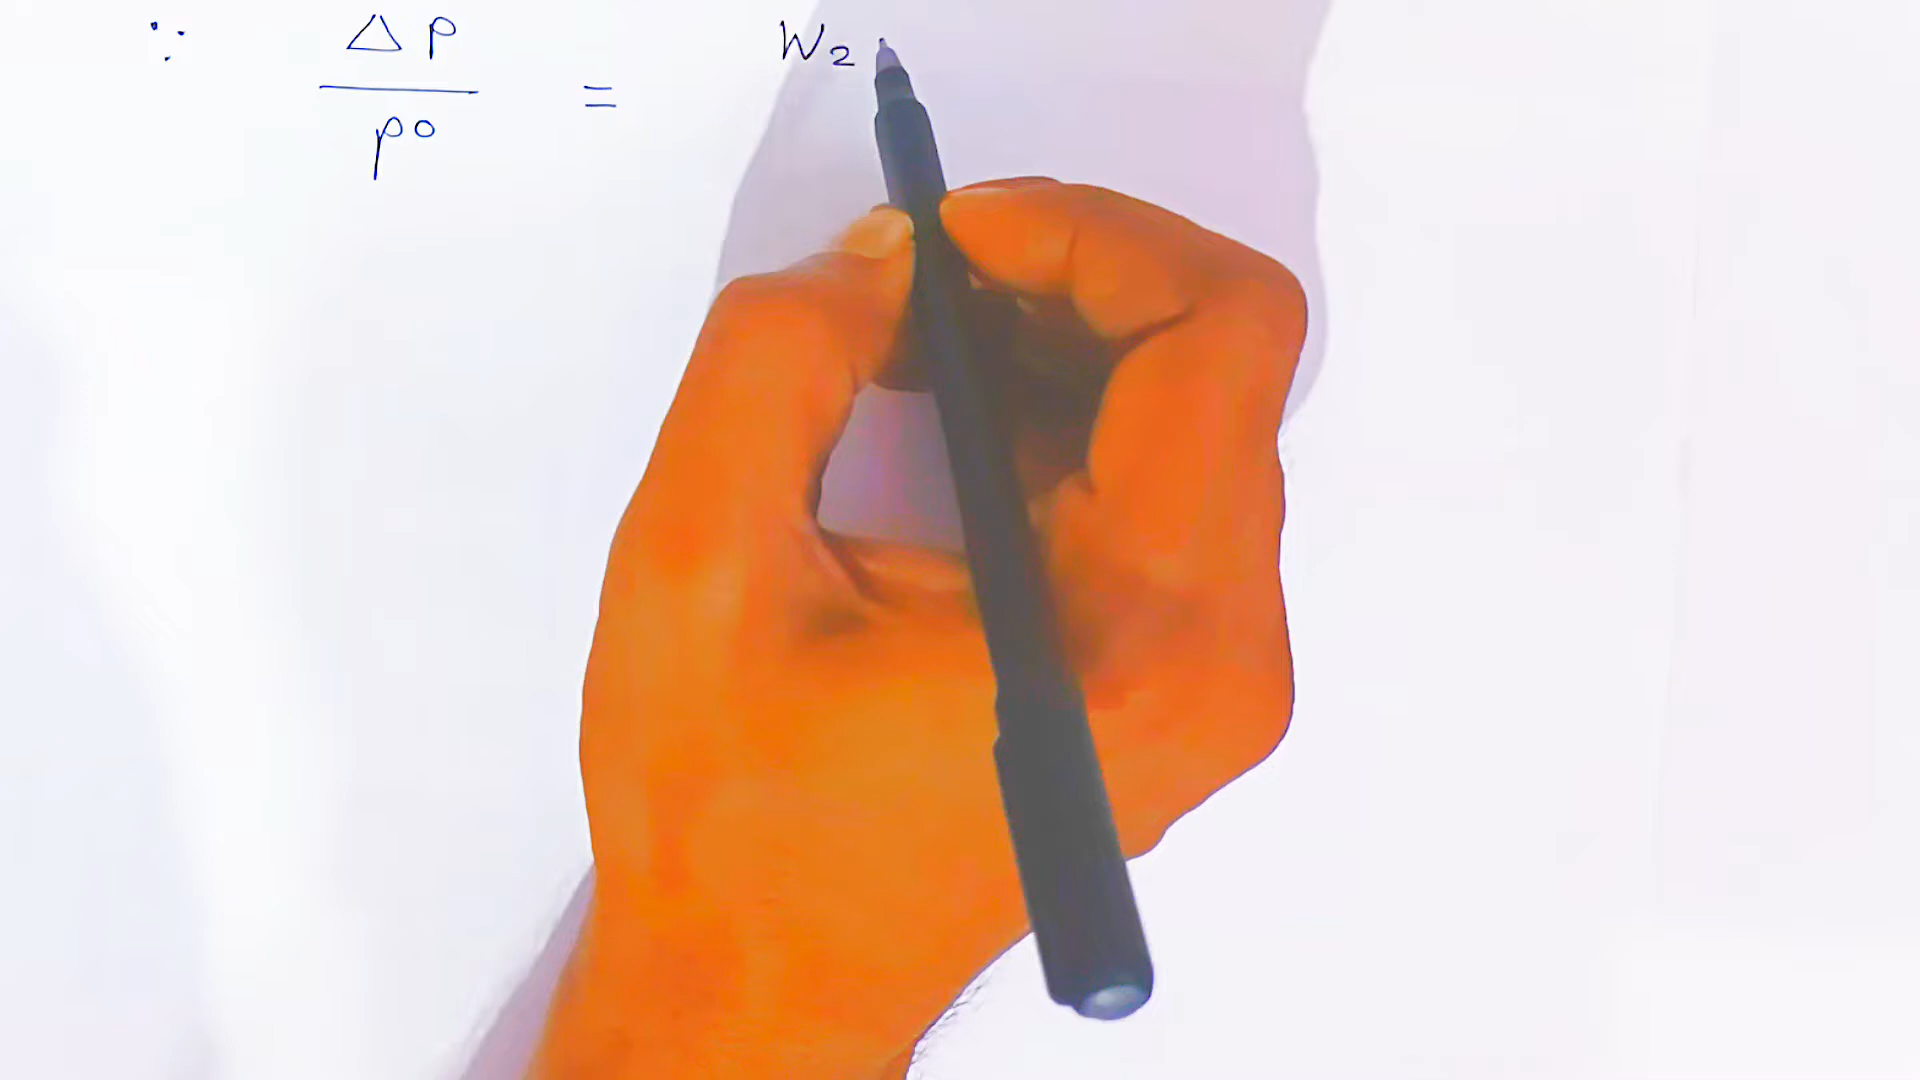 ∵ ΔP / P° = W₂